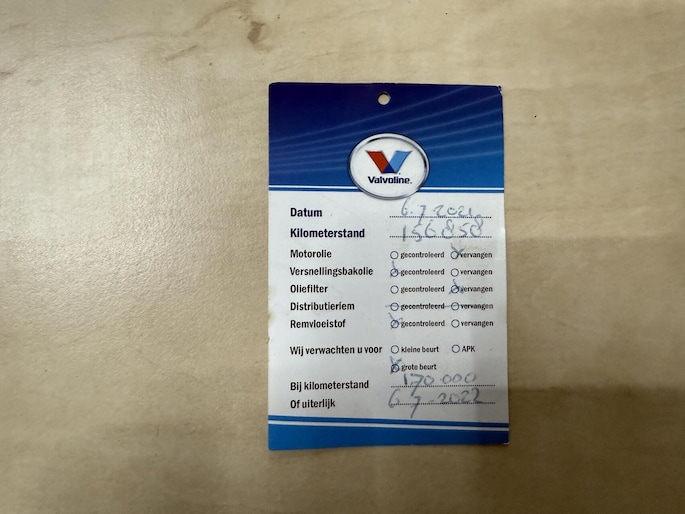 Valvoline.
Datum 6.7.2021
Kilometerstand 156858
Motorolie gecontroleerd vervangen
Versnellingsbakolie gecontroleerd vervangen
Oliefilter gecontroleerd vervangen
Distributieriem gecontroleerd vervangen
Remvloeistof gecontroleerd vervangen
Wij verwachten u voor kleine beurt APK
grote beurt
Bij kilometerstand 170.000
Of uiterlijk 6.7.2022